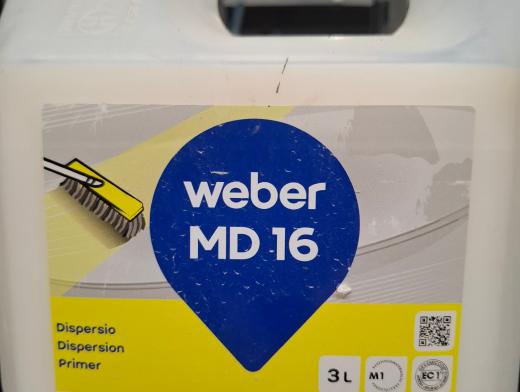 weber
MD 16
Dispersio
Dispersion
Primer
3 L
M1
EC1